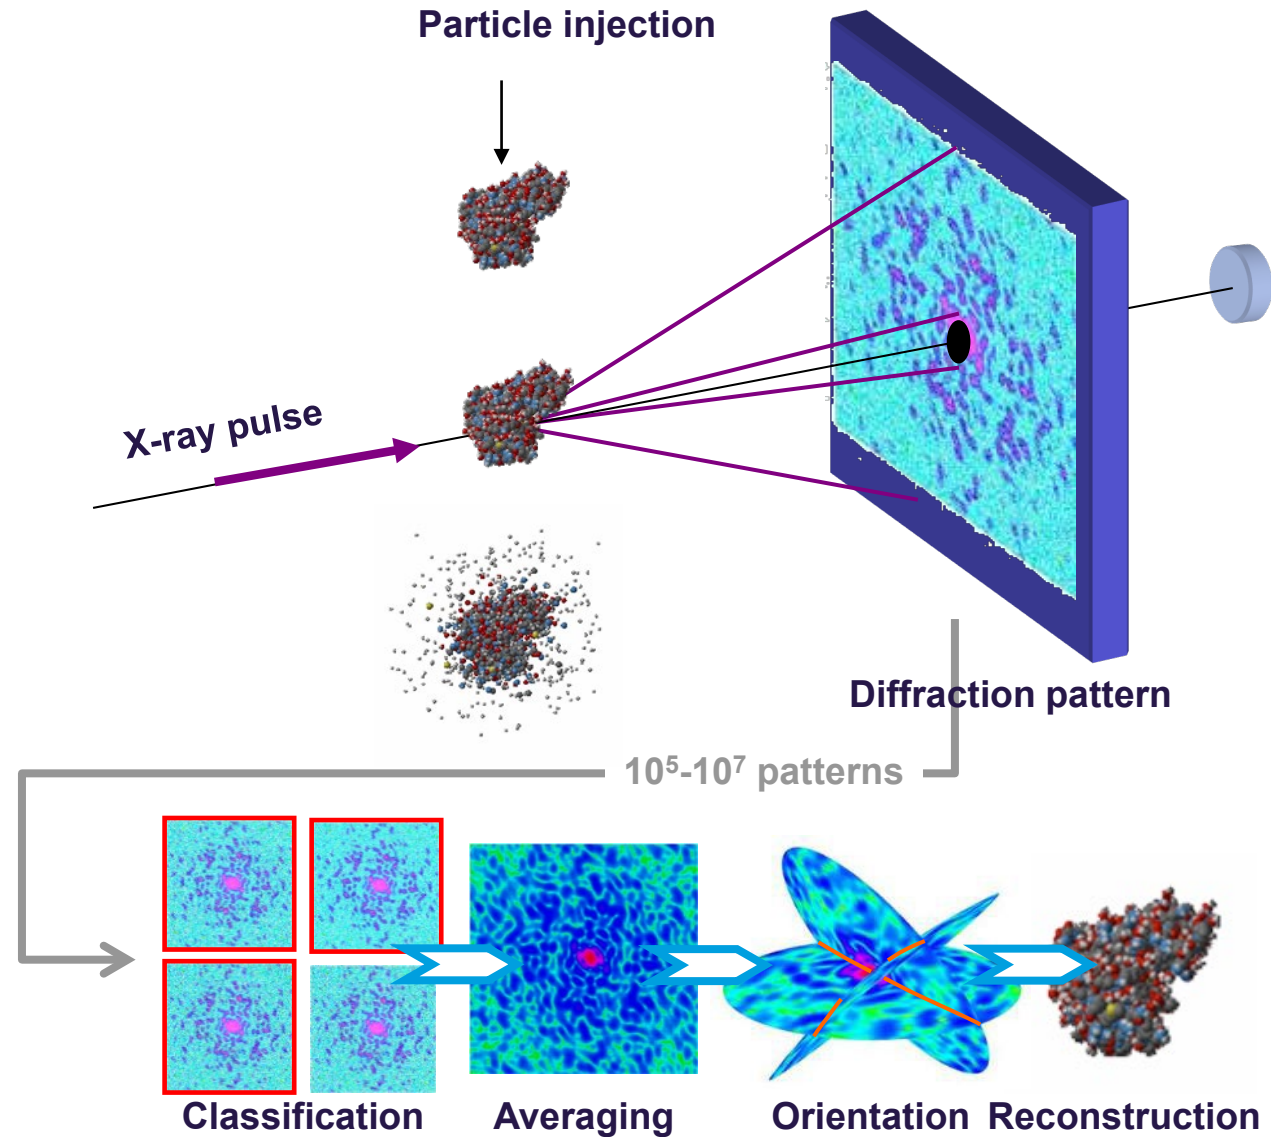 Particle injection
X-ray pulse
Diffraction pattern
10⁵-10⁷ patterns
Classification
Averaging
Orientation
Reconstruction